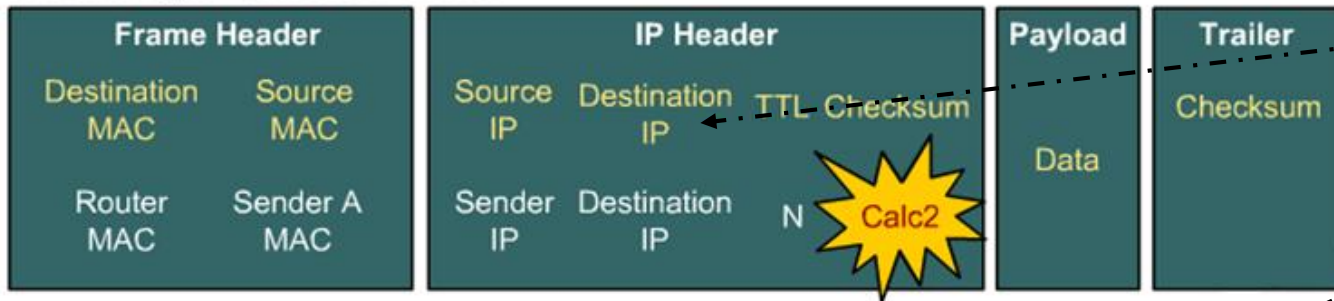 Frame Header
Destination MAC
Source MAC
Router MAC
Sender A MAC
IP Header
Source IP
Destination IP
TTL
Checksum
Sender IP
Destination IP
N
Calc2
Payload
Data
Trailer
Checksum